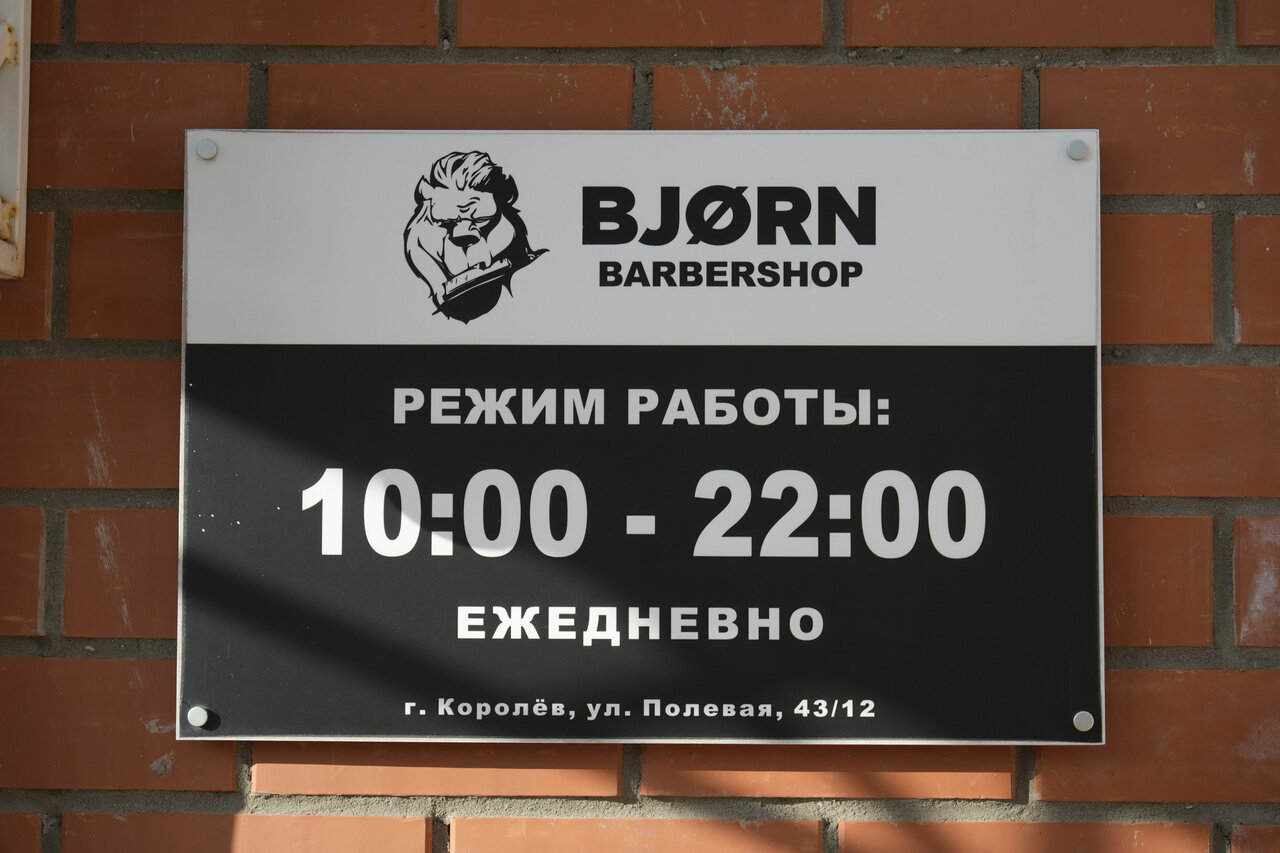 BJØRN
BARBERSHOP
РЕЖИМ РАБОТЫ:
10:00 - 22:00
ЕЖЕДНЕВНО
г. Королёв, ул. Полевая, 43/12